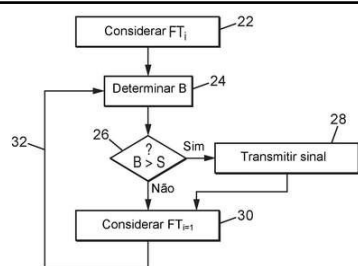 Considerar FTi
22
Determinar B
24
32
26
?
B > S
Sim
28
Transmitir sinal
Não
Considerar FTi=1
30